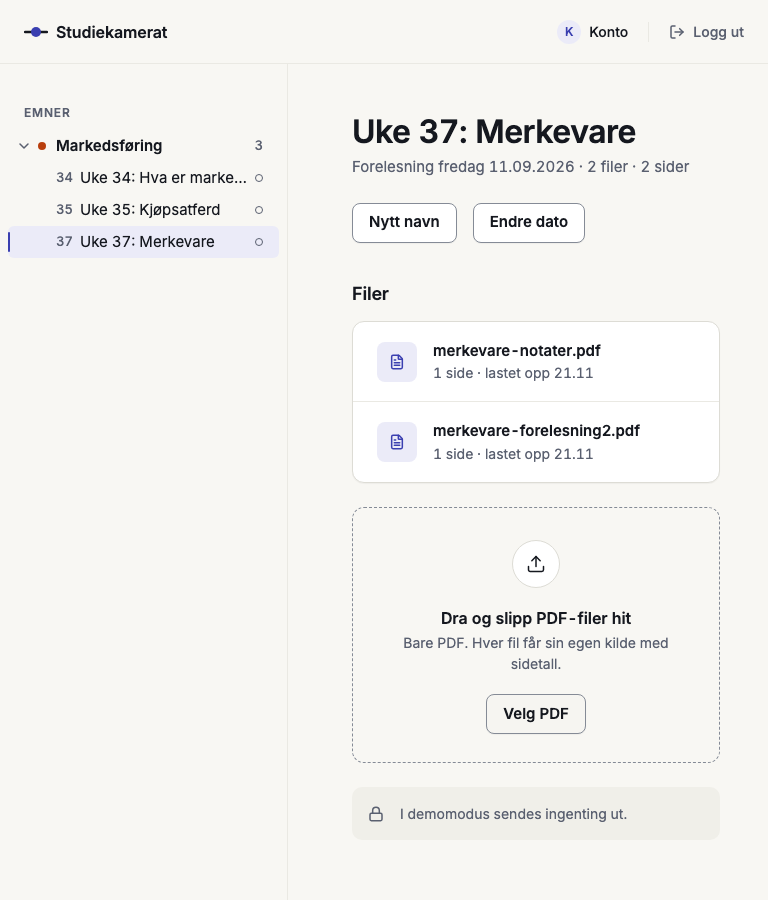 Studiekamerat
K Konto
Logg ut
EMNER
Markedsføring 3
34 Uke 34: Hva er marke...
35 Uke 35: Kjøpsatferd
37 Uke 37: Merkevare
Uke 37: Merkevare
Forelesning fredag 11.09.2026 · 2 filer · 2 sider
Nytt navn
Endre dato
Filer
merkevare-notater.pdf
1 side · lastet opp 21.11
merkevare-forelesning2.pdf
1 side · lastet opp 21.11
Dra og slipp PDF-filer hit
Bare PDF. Hver fil får sin egen kilde med
sidetall.
Velg PDF
I demomodus sendes ingenting ut.